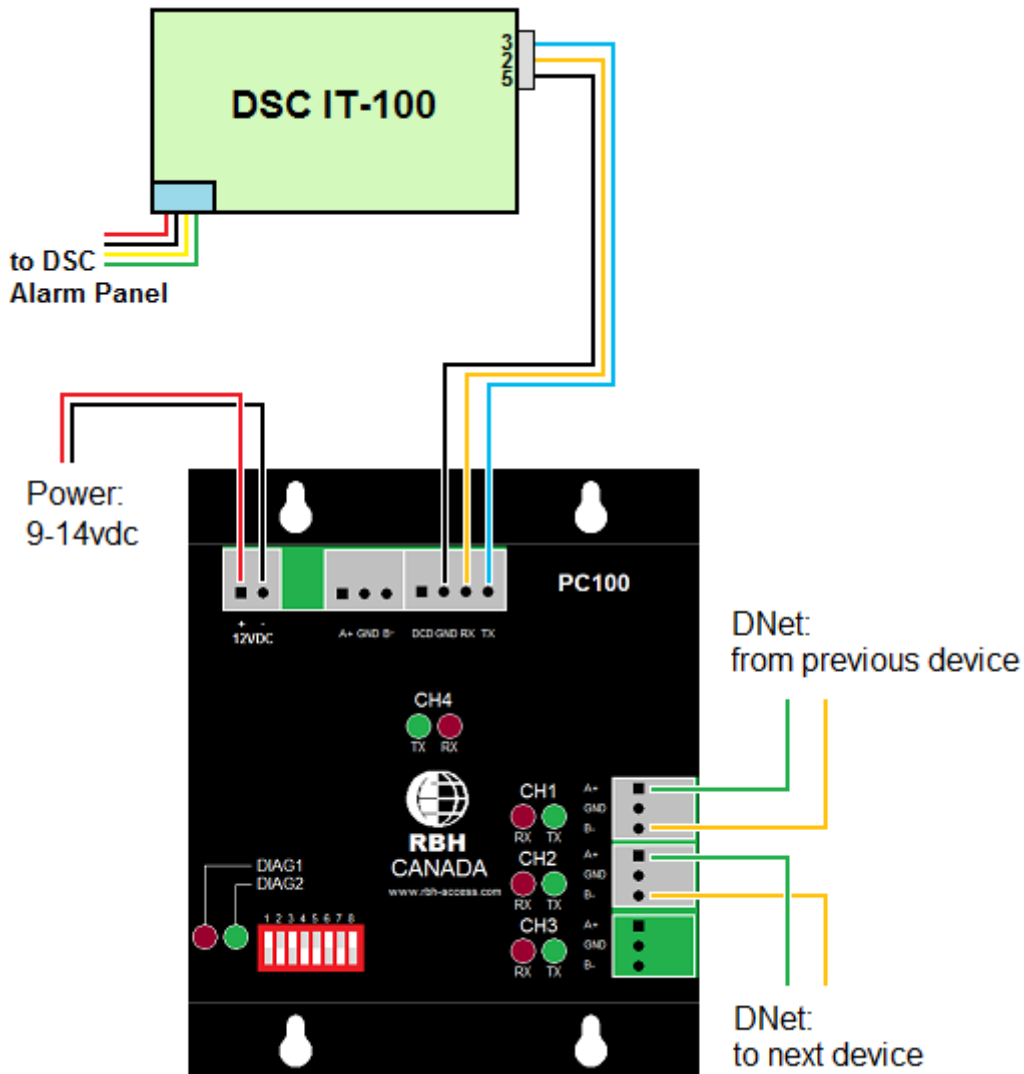 3
2
5
DSC IT-100
to DSC
Alarm Panel
Power:
9-14vdc
PC100
+ -
12VDC
A+ GND B-
DCD GND RX TX
DNet:
from previous device
CH4
TX RX
RBH
CANADA
www.rbh-access.com
CH1
RX TX
A+
GND
B-
CH2
RX TX
A+
GND
B-
CH3
RX TX
A+
GND
B-
DIAG1
DIAG2
1 2 3 4 5 6 7 8
DNet:
to next device